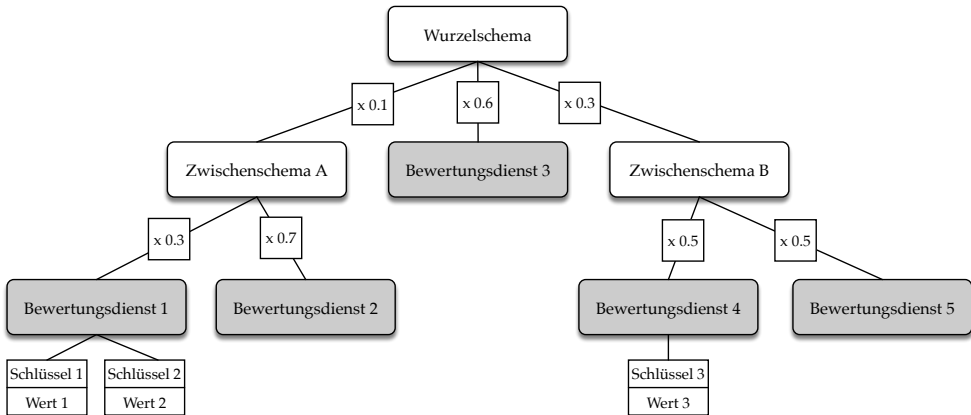 Wurzelschema
x 0.1
x 0.6
x 0.3
Zwischenschema A
Bewertungsdienst 3
Zwischenschema B
x 0.3
x 0.7
x 0.5
x 0.5
Bewertungsdienst 1
Bewertungsdienst 2
Bewertungsdienst 4
Bewertungsdienst 5
Schlüssel 1
Schlüssel 2
Schlüssel 3
Wert 1
Wert 2
Wert 3